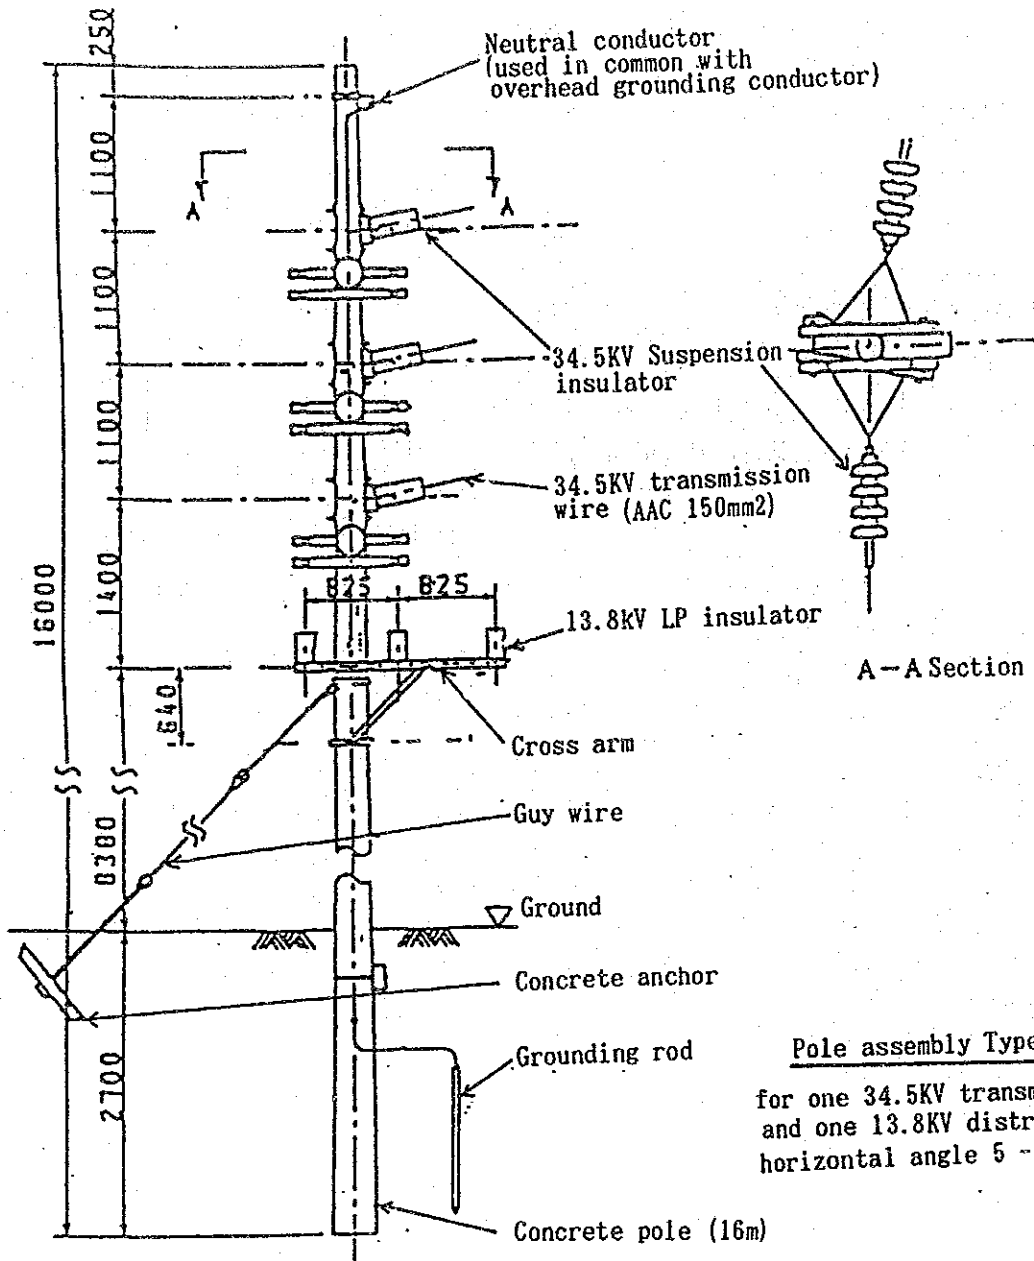 250
Neutral conductor
(used in common with
overhead grounding conductor)
1100
A
A
1100
34.5KV Suspension
insulator
1100
34.5KV transmission
wire (AAC 150mm2)
16000
1400
825
825
13.8kV LP insulator
A-A Section
640
Cross arm
Guy wire
Ground
Concrete anchor
2700
Grounding rod
Pole assembly Type
for one 34.5KV
and one 13.8KV
horizontal angle 5 -
Concrete pole (16m)